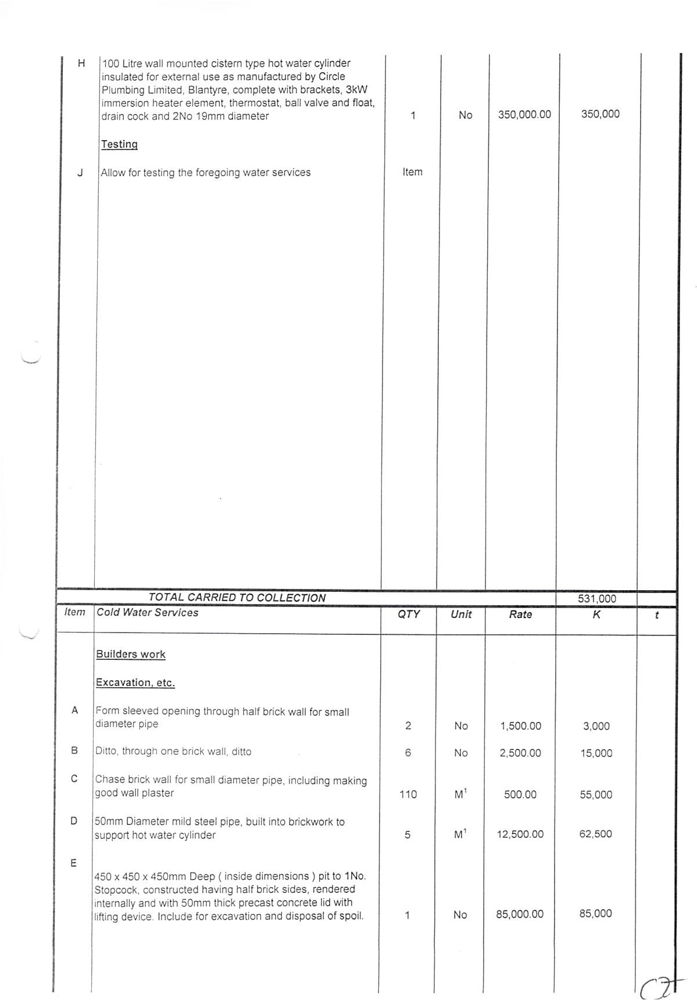 H 100 Litre wall mounted cistern type hot water cylinder
insulated for external use as manufactured by Circle
Plumbing Limited, Blantyre, complete with brackets, 3kW
immersion heater element, thermostat, ball valve and float,
drain cock and 2No 19mm diameter 1 No 350,000.00 350,000
Testing
J Allow for testing the foregoing water services Item
TOTAL CARRIED TO COLLECTION 531,000
Item Cold Water Services QTY Unit Rate K t
Builders work
Excavation, etc.
A Form sleeved opening through half brick wall for small
diameter pipe 2 No 1,500.00 3,000
B Ditto, through one brick wall, ditto 6 No 2,500.00 15,000
C Chase brick wall for small diameter pipe, including making
good wall plaster 110 M¹ 500.00 55,000
D 50mm Diameter mild steel pipe, built into brickwork to
support hot water cylinder 5 M¹ 12,500.00 62,500
E
450 x 450 x 450mm Deep ( inside dimensions ) pit to 1No.
Stopcock, constructed having half brick sides, rendered
internally and with 50mm thick precast concrete lid with
lifting device. Include for excavation and disposal of spoil. 1 No 85,000.00 85,000